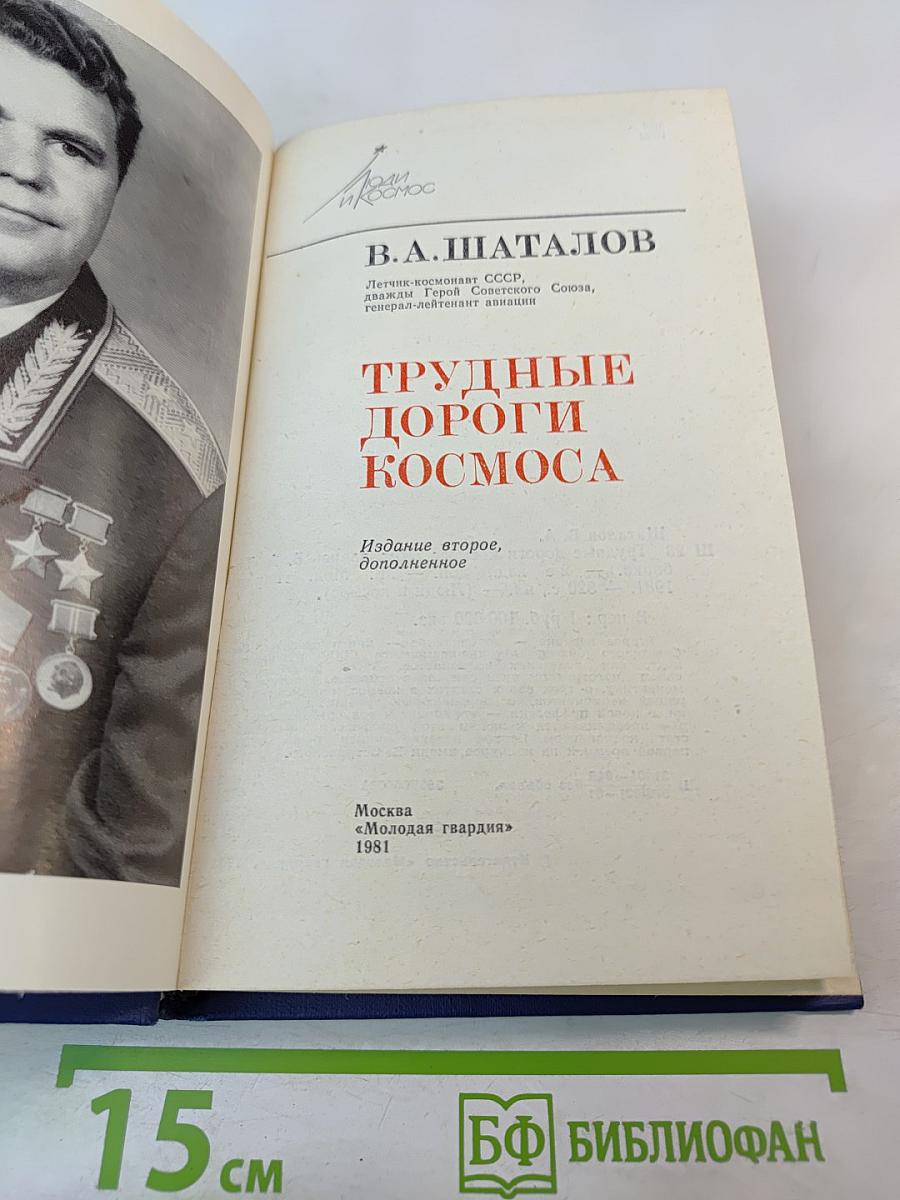 Люди
и Космос
В. А. ШАТАЛОВ
Летчик-космонавт СССР,
дважды Герой Советского Союза,
генерал-лейтенант авиации
ТРУДНЫЕ
ДОРОГИ
КОСМОСА
Издание второе,
дополненное
Москва
«Молодая гвардия»
1981
15 см
БФ БИБЛИОФАН